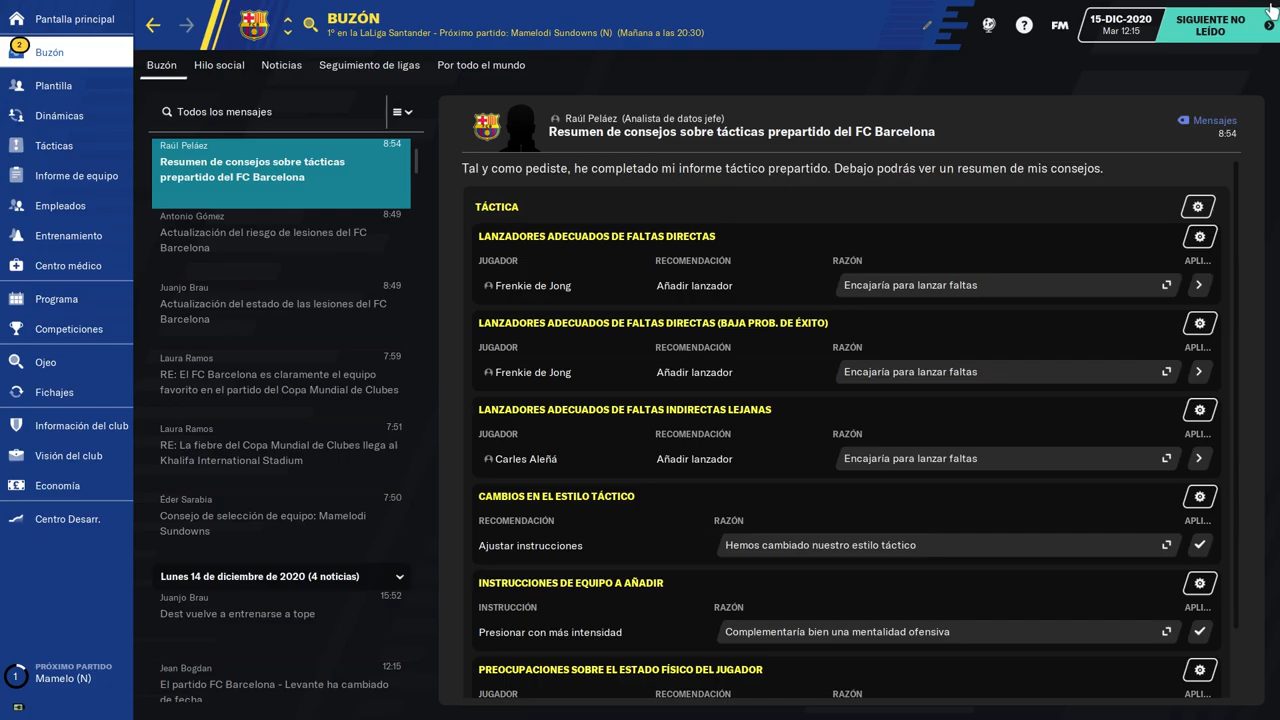 Pantalla principal
2
Buzón
Plantilla
Dinámicas
Tácticas
Informe de equipo
Empleados
Entrenamiento
Centro médico
Programa
Competiciones
Ojeo
Fichajes
Información del club
Visión del club
Economía
Centro Desarr.
1
PRÓXIMO PARTIDO
Mamelo (N)
BUZÓN
1º en la LaLiga Santander - Próximo partido: Mamelodi Sundowns (N) (Mañana a las 20:30)
?
FM
15-DIC-2020
Mar 12:15
SIGUIENTE NO
LEÍDO
Buzón
Hilo social
Noticias
Seguimiento de ligas
Por todo el mundo
Todos los mensajes
Raúl Peláez 8:54
Resumen de consejos sobre tácticas
prepartido del FC Barcelona
Antonio Gómez 8:49
Actualización del riesgo de lesiones del FC
Barcelona
Juanjo Brau 8:49
Actualización del estado de las lesiones del FC
Barcelona
Laura Ramos 7:59
RE: El FC Barcelona es claramente el equipo
favorito en el partido del Copa Mundial de Clubes
Laura Ramos 7:51
RE: La fiebre del Copa Mundial de Clubes llega al
Khalifa International Stadium
Éder Sarabia 7:50
Consejo de selección de equipo: Mamelodi
Sundowns
Lunes 14 de diciembre de 2020 (4 noticias)
Juanjo Brau 15:52
Dest vuelve a entrenarse a tope
Jean Bogdan 12:15
El partido FC Barcelona - Levante ha cambiado
de fecha
Raúl Peláez (Analista de datos jefe)
Resumen de consejos sobre tácticas prepartido del FC Barcelona
Mensajes
8:54
Tal y como pediste, he completado mi informe táctico prepartido. Debajo podrás ver un resumen de mis consejos.
TÁCTICA
LANZADORES ADECUADOS DE FALTAS DIRECTAS
JUGADOR RECOMENDACIÓN RAZÓN APLI...
Frenkie de Jong Añadir lanzador Encajaría para lanzar faltas
LANZADORES ADECUADOS DE FALTAS DIRECTAS (BAJA PROB. DE ÉXITO)
JUGADOR RECOMENDACIÓN RAZÓN APLI...
Frenkie de Jong Añadir lanzador Encajaría para lanzar faltas
LANZADORES ADECUADOS DE FALTAS INDIRECTAS LEJANAS
JUGADOR RECOMENDACIÓN RAZÓN APLI...
Carles Aleñá Añadir lanzador Encajaría para lanzar faltas
CAMBIOS EN EL ESTILO TÁCTICO
RECOMENDACIÓN RAZÓN APLI...
Ajustar instrucciones Hemos cambiado nuestro estilo táctico
INSTRUCCIONES DE EQUIPO A AÑADIR
INSTRUCCIÓN RAZÓN APLI...
Presionar con más intensidad Complementaría bien una mentalidad ofensiva
PREOCUPACIONES SOBRE EL ESTADO FÍSICO DEL JUGADOR
JUGADOR RECOMENDACIÓN RAZÓN APLI...